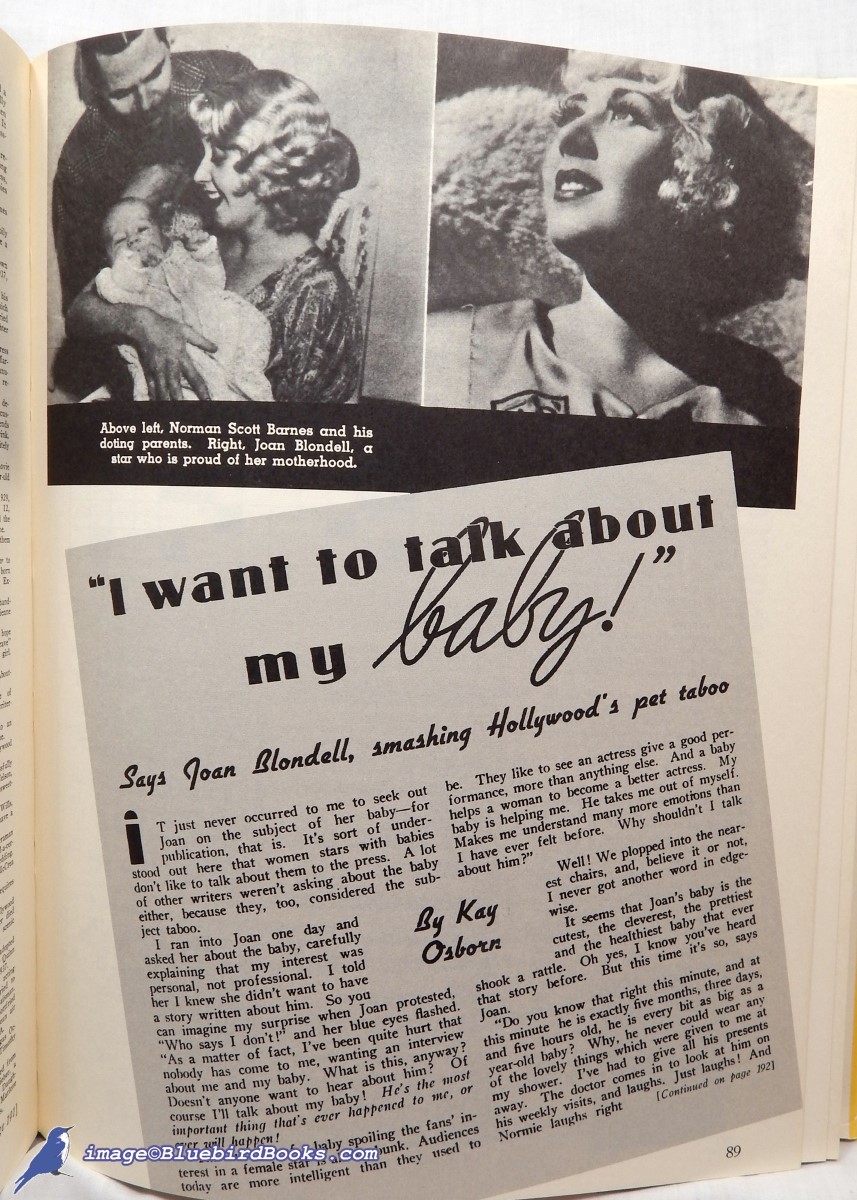 Above left, Norman Scott Barnes and his
doting parents. Right, Joan Blondell, a
star who is proud of her motherhood.
"I want to talk about
my baby!"
Says Joan Blondell, smashing Hollywood's pet taboo
IT just never occurred to me to seek out
Joan on the subject of her baby—for
publication, that is. It's sort of under-
stood out here that women stars with babies
don't like to talk about them to the press. A lot
of other writers weren't asking about the baby
either, because they, too, considered the sub-
ject taboo.
I ran into Joan one day and
asked her about the baby, carefully
explaining that my interest was
personal, not professional. I told
her I knew she didn't want to have
a story written about him. So you
can imagine my surprise when Joan protested,
"Who says I don't!" and her blue eyes flashed.
"As a matter of fact, I've been quite hurt that
nobody has come to me, wanting an interview
about me and my baby. What is this, anyway?
Doesn't anyone want to hear about him? Of
course I'll talk about my baby! He's the most
important thing that's ever happened to me, or
ever will happen!
baby spoiling the fans' in-
terest in a female star is punk. Audiences
today are more intelligent than they used to
By Kay
Osborn
be. They like to see an actress give a good per-
formance, more than anything else. And a baby
helps a woman to become a better actress. My
baby is helping me. He takes me out of myself.
Makes me understand many more emotions than
I have ever felt before. Why shouldn't I talk
about him?"
Well! We plopped into the near-
est chairs, and, believe it or not,
I never got another word in edge-
wise.
It seems that Joan's baby is the
cutest, the cleverest, the prettiest
and the healthiest baby that ever
shook a rattle. Oh yes, I know you've heard
that story before. But this time it's so, says
Joan.
"Do you know that right this minute, and at
this minute he is exactly five months, three days,
and five hours old, he is every bit as big as a
year-old baby? Why, he never could wear any
of the lovely things which were given to me at
my shower. I've had to give all his presents
away. The doctor comes in to look at him on
his weekly visits, and laughs. Just laughs! And
Normie laughs right
[Continued on page 192]
89
image©BluebirdBooks.com